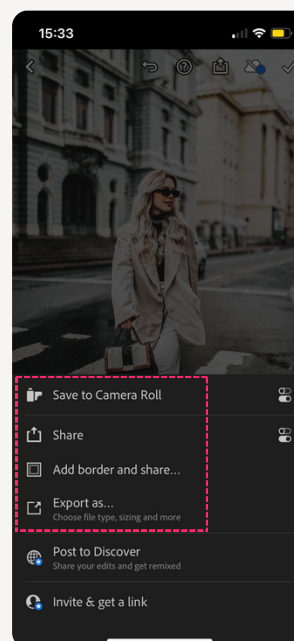 15:33
Save to Camera Roll
Share
Add border and share...
Export as...
Choose file type, sizing and more
Post to Discover
Share your edits and get remixed
Invite & get a link